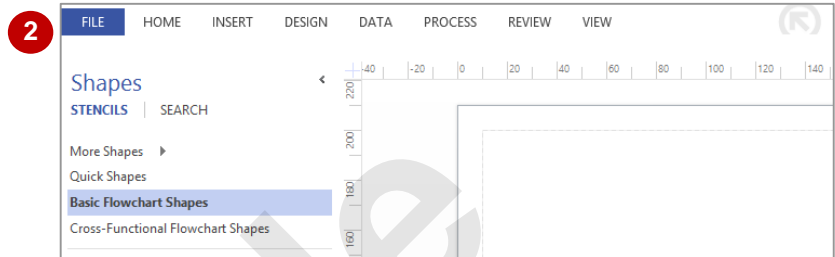 2
FILE HOME INSERT DESIGN DATA PROCESS REVIEW VIEW
-40 -20 0 20 40 60 80 100 120 140
Shapes
STENCILS SEARCH
More Shapes
Quick Shapes
Basic Flowchart Shapes
Cross-Functional Flowchart Shapes
220
200
180
160